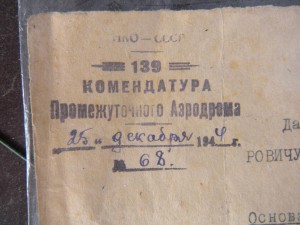 НКО — СССР
139
КОМЕНДАТУРА
Промежуточного Аэродрома
"25" декабря 1944 г.
№ 68.
Да
РОВИЧУ
Основа